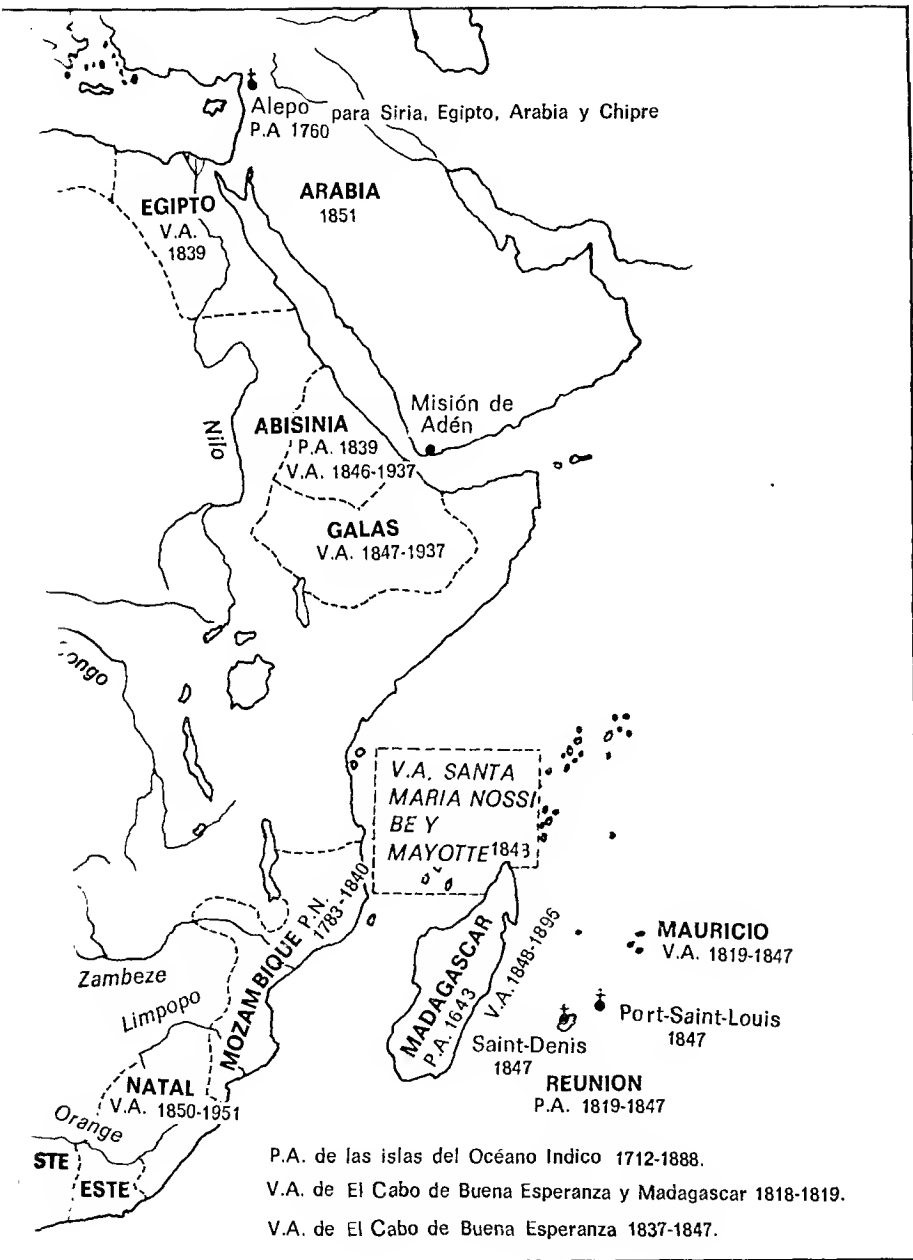 Alepo para Siria, Egipto, Arabia y Chipre
P.A 1760
ARABIA
1851
EGIPTO
V.A.
1839
Nilo
ABISINIA
P.A. 1839
V.A. 1846-1937
Misión de
Adén
GALAS
V.A. 1847-1937
V.A. SANTA
MARIA NOSSI
BE Y
MAYOTTE 1843
MOZAMBIQUE P.N.
1783-1840
MADAGASCAR
P.A. 1643
V.A. 1848-1896
MAURICIO
V.A. 1819-1847
Port-Saint-Louis
1847
Saint-Denis
1847
REUNION
P.A. 1819-1847
Zambeze
Limpopo
NATAL
V.A. 1850-1951
Orange
STE
ESTE
P.A. de las islas del Océano Indico 1712-1888.
V.A. de El Cabo de Buena Esperanza y Madagascar 1818-1819.
V.A. de El Cabo de Buena Esperanza 1837-1847.